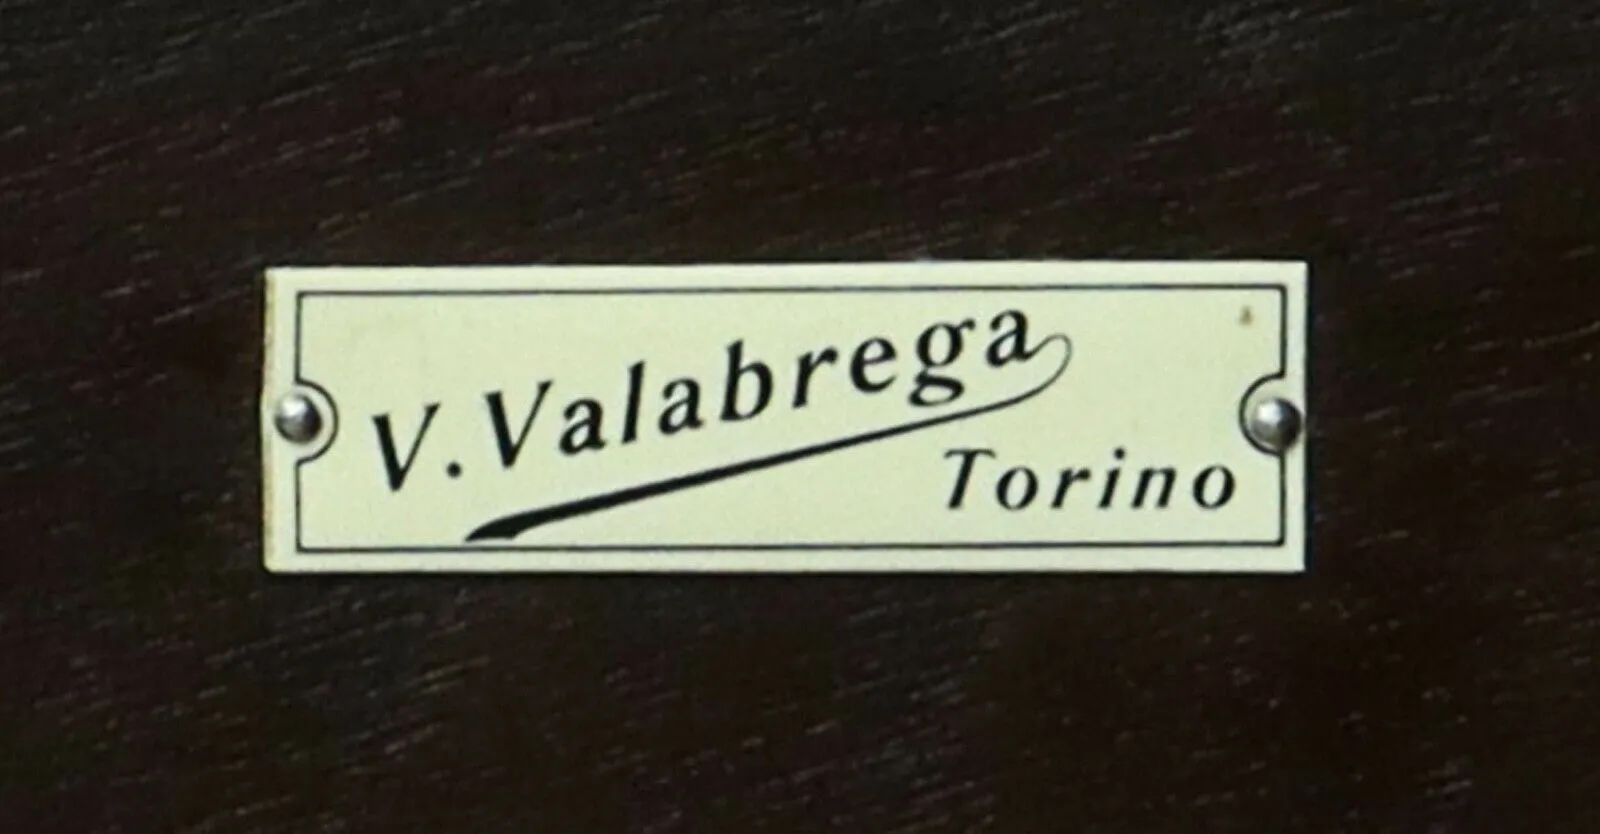 V. Valabrega
Torino